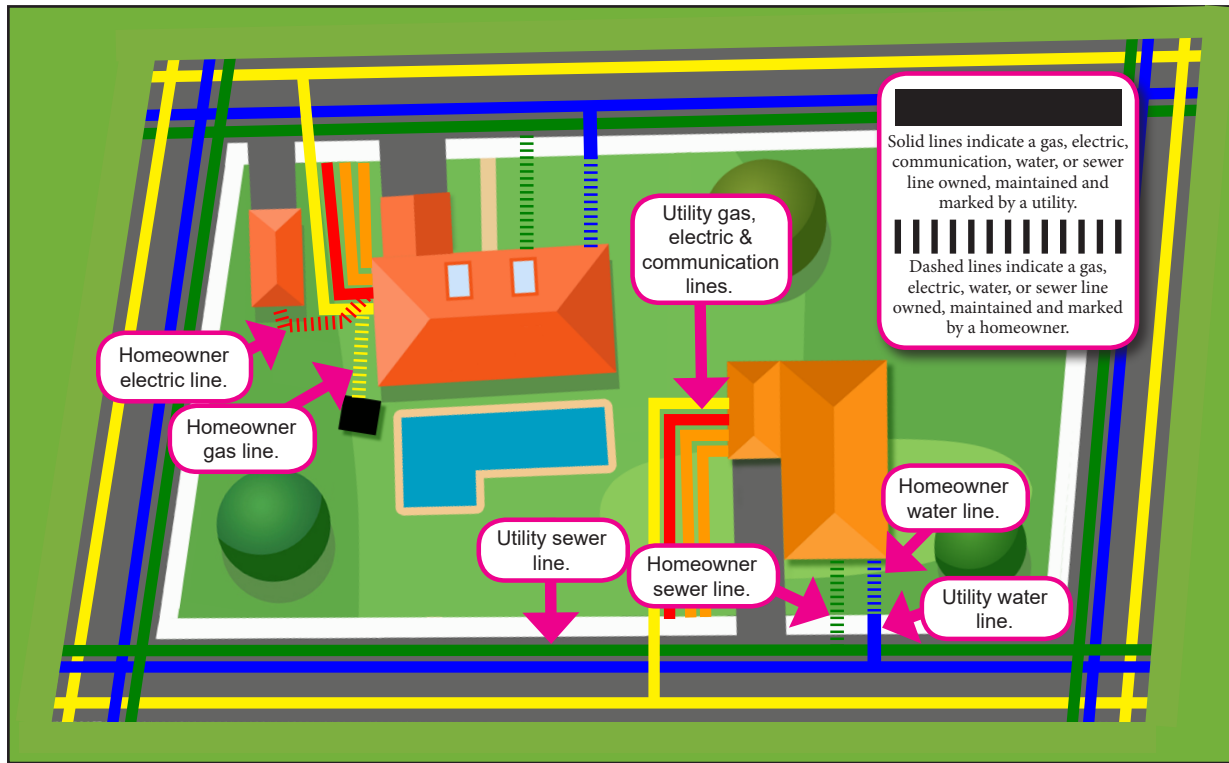 Solid lines indicate a gas, electric,
communication, water, or sewer
line owned, maintained and
marked by a utility.
Dashed lines indicate a gas,
electric, water, or sewer line
owned, maintained and marked
by a homeowner.
Utility gas,
electric &
communication
lines.
Homeowner
electric line.
Homeowner
gas line.
Homeowner
water line.
Utility sewer
line.
Homeowner
sewer line.
Utility water
line.